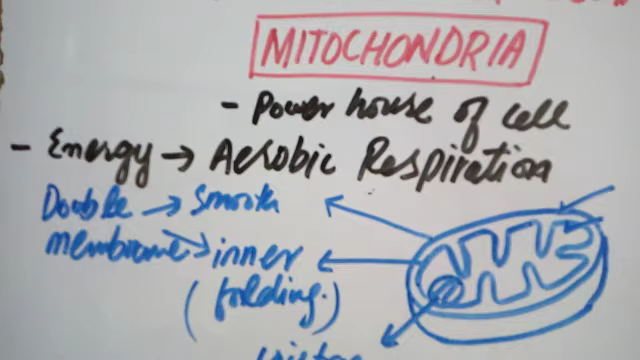 MITOCHONDRIA
- Power house of cell
- Energy → Aerobic Respiration
Double → Smooth
membrane → inner
(folding.)